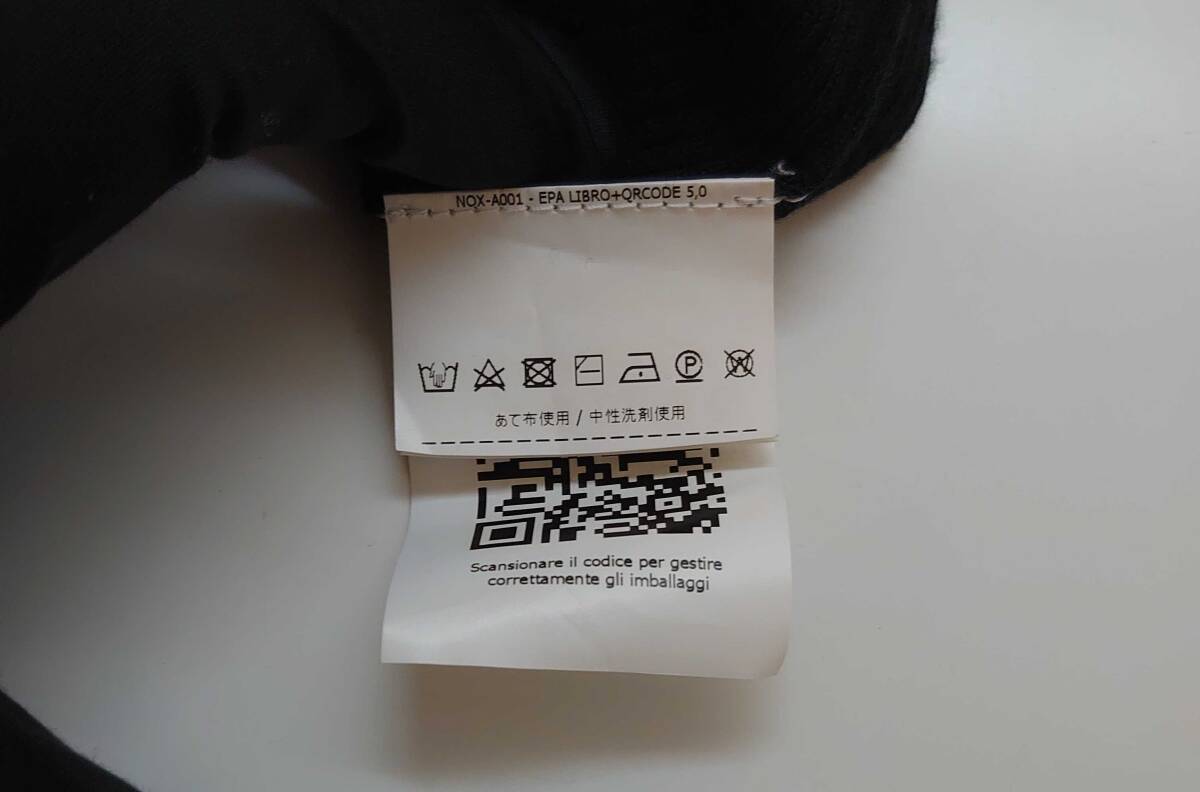 NOX-A001 - EPA LIBRO+QRCODE 5,0
P
W
あて布使用 / 中性洗剤使用
Scansionare il codice per gestire
correttamente gli imballaggi